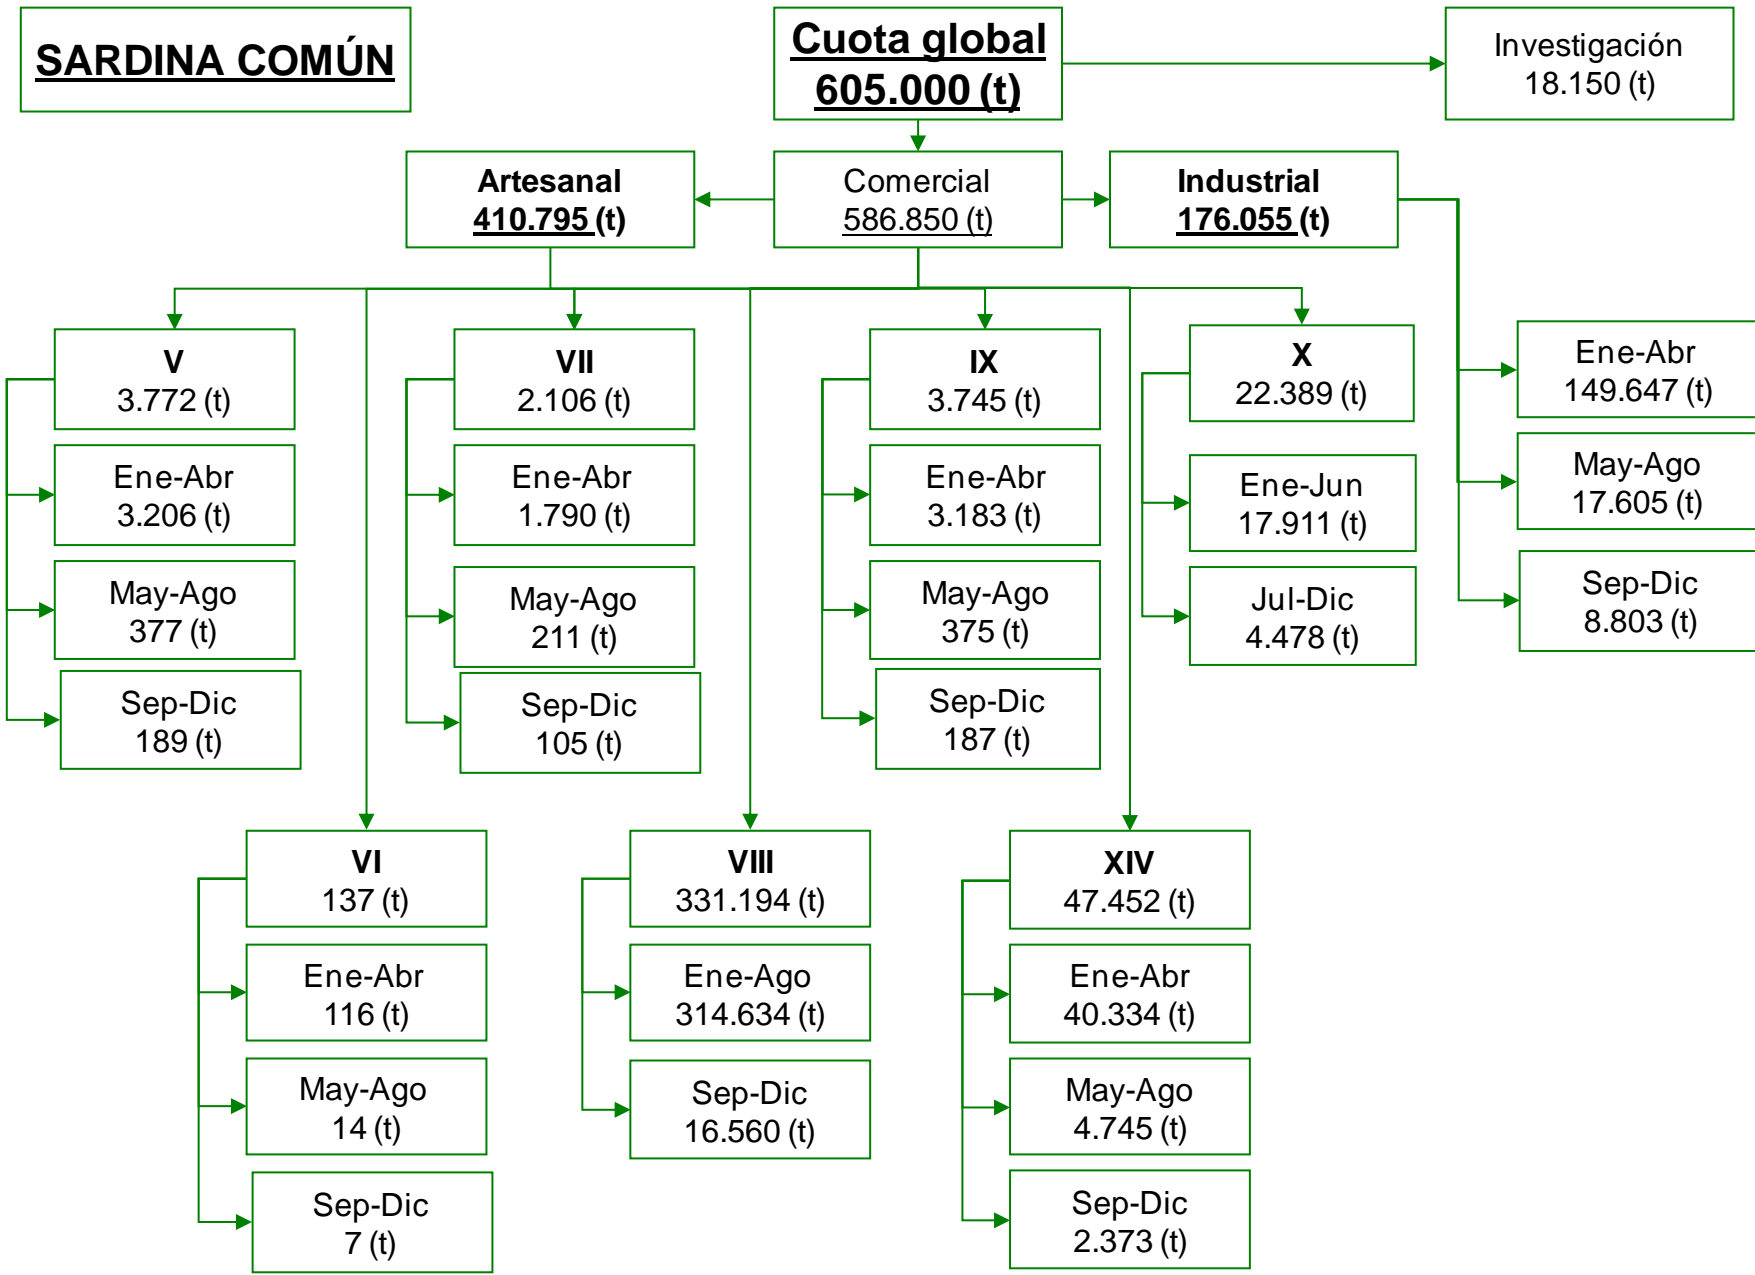 SARDINA COMÚN
Cuota global
605.000 (t)
Investigación
18.150 (t)
Artesanal
410.795 (t)
Comercial
586.850 (t)
Industrial
176.055 (t)
V
3.772 (t)
Ene-Abr
3.206 (t)
May-Ago
377 (t)
Sep-Dic
189 (t)
VII
2.106 (t)
Ene-Abr
1.790 (t)
May-Ago
211 (t)
Sep-Dic
105 (t)
IX
3.745 (t)
Ene-Abr
3.183 (t)
May-Ago
375 (t)
Sep-Dic
187 (t)
X
22.389 (t)
Ene-Jun
17.911 (t)
Jul-Dic
4.478 (t)
Ene-Abr
149.647 (t)
May-Ago
17.605 (t)
Sep-Dic
8.803 (t)
VI
137 (t)
Ene-Abr
116 (t)
May-Ago
14 (t)
Sep-Dic
7 (t)
VIII
331.194 (t)
Ene-Ago
314.634 (t)
Sep-Dic
16.560 (t)
XIV
47.452 (t)
Ene-Abr
40.334 (t)
May-Ago
4.745 (t)
Sep-Dic
2.373 (t)